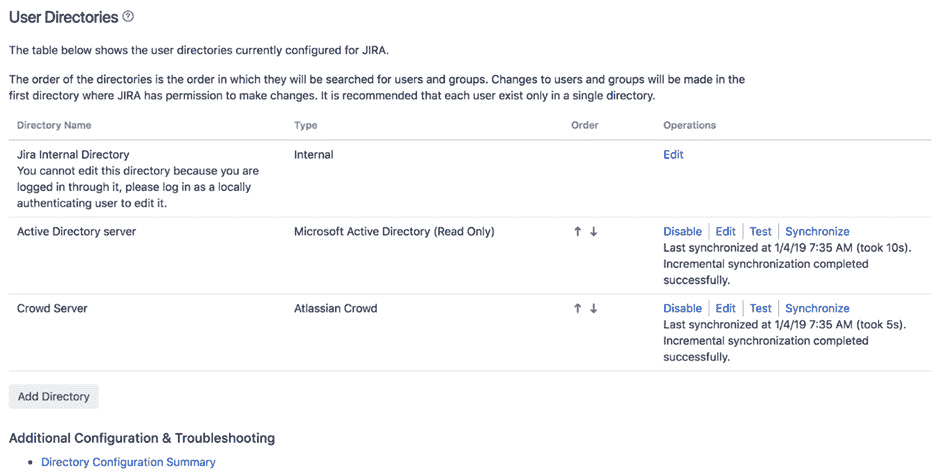 User Directories ?
The table below shows the user directories currently configured for JIRA.
The order of the directories is the order in which they will be searched for users and groups. Changes to users and groups will be made in the
first directory where JIRA has permission to make changes. It is recommended that each user exist only in a single directory.
Directory Name Type Order Operations
Jira Internal Directory Internal Edit
You cannot edit this directory because you are
logged in through it, please log in as a locally
authenticating user to edit it.
Active Directory server Microsoft Active Directory (Read Only) ↑ ↓ Disable | Edit | Test | Synchronize
Last synchronized at 1/4/19 7:35 AM (took 10s).
Incremental synchronization completed
successfully.
Crowd Server Atlassian Crowd ↑ ↓ Disable | Edit | Test | Synchronize
Last synchronized at 1/4/19 7:35 AM (took 5s).
Incremental synchronization completed
successfully.
Add Directory
Additional Configuration & Troubleshooting
• Directory Configuration Summary